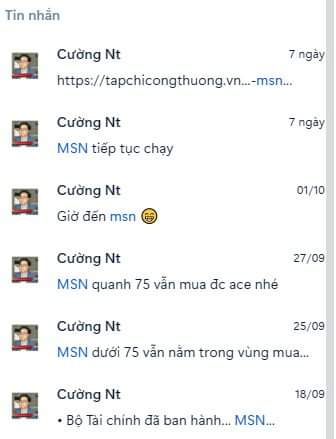 Tin nhắn
Cường Nt 7 ngày
https://tapchicongthuong.vn...-msn...
Cường Nt 7 ngày
MSN tiếp tục chạy
Cường Nt 01/10
Giờ đến msn 😁
Cường Nt 27/09
MSN quanh 75 vẫn mua đc ace nhé
Cường Nt 25/09
MSN dưới 75 vẫn nằm trong vùng mua...
Cường Nt 18/09
• Bộ Tài chính đã ban hành... MSN...